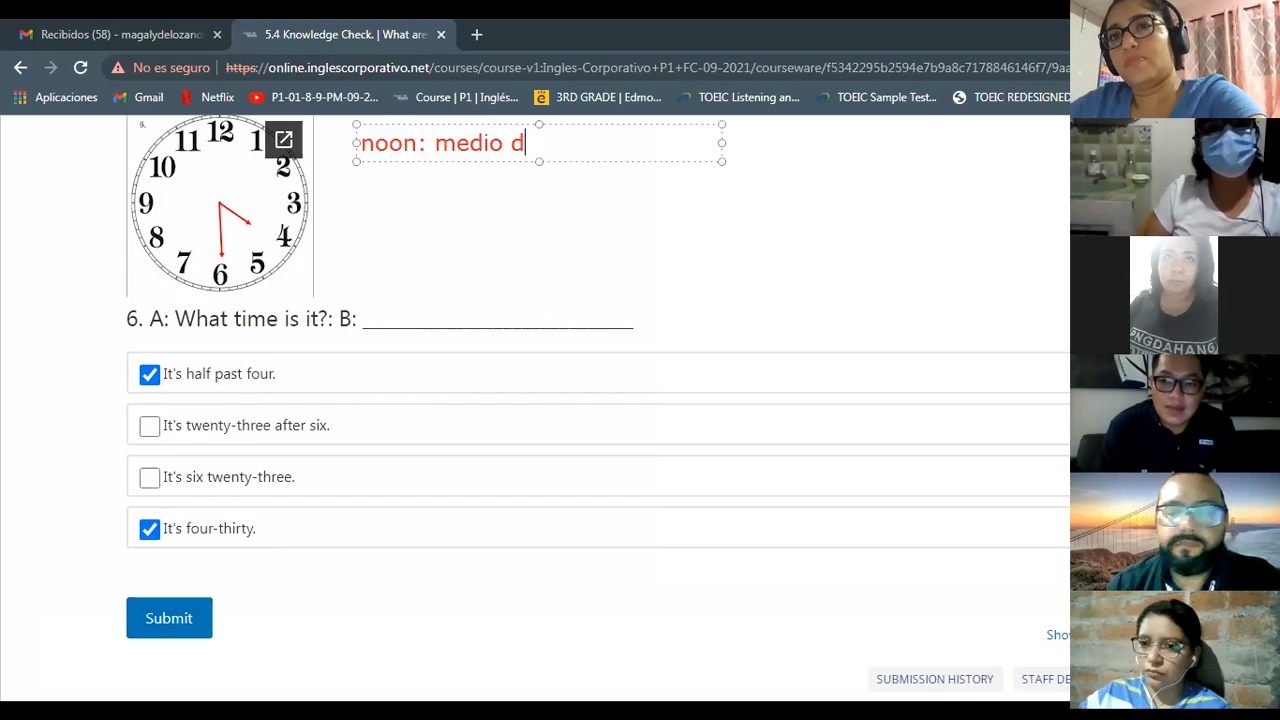 Recibidos (58) - magalydelozano
5.4 Knowledge Check. | What are
No es seguro
https://online.inglescorporativo.net/courses/course-v1:Ingles-Corporativo+P1+FC-09-2021/courseware/f5342295b2594e7b9a8c7178846146f7/9aa
Aplicaciones
Gmail
Netflix
P1-01-8-9-PM-09-2...
Course | P1 | Inglés...
3RD GRADE | Edmo...
TOEIC Listening an...
TOEIC Sample Test...
TOEIC REDESIGNED
noon: medio d
11 12 1
10 2
9 3
8 4
7 6 5
6. A: What time is it?: B: ________________________
It's half past four.
It's twenty-three after six.
It's six twenty-three.
It's four-thirty.
Submit
Show
SUBMISSION HISTORY
STAFF DE
PNGDAHANGA